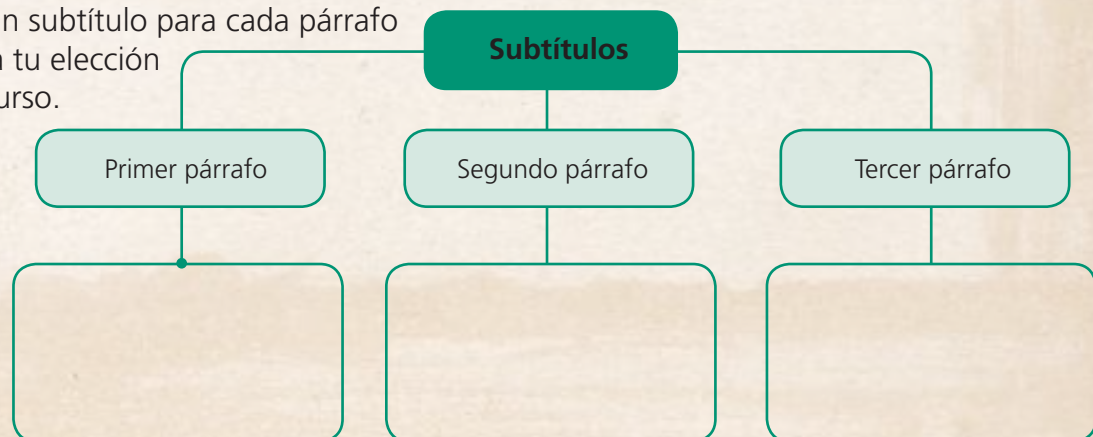 n subtítulo para cada párrafo
tu elección
urso.
Subtítulos
Primer párrafo
Segundo párrafo
Tercer párrafo